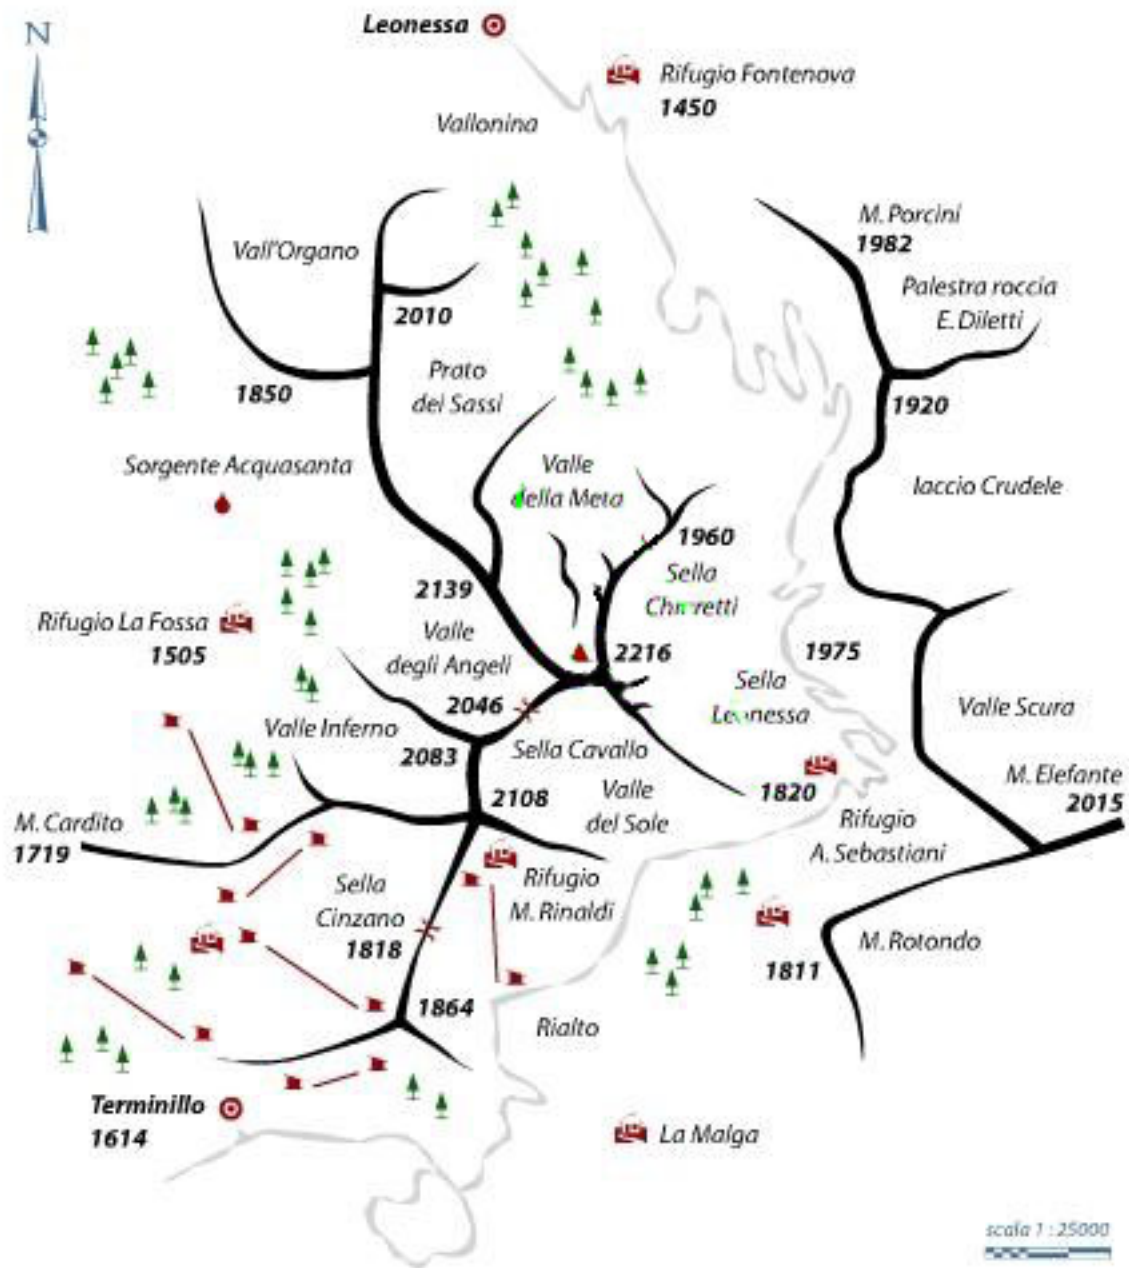 N
Leonessa
Rifugio Fontenova
1450
Vallonina
M. Porcini
1982
Vall'Organo
Palestra roccia
E. Diletti
2010
Prato
dei Sassi
1850
1920
Sorgente Acquasanta
Valle
della Meta
Iaccio Crudele
1960
2139
Sella
Rifugio La Fossa
1505
Valle
degli Angeli
2216
1975
Sella
Leonessa
2046
Valle Inferno
2083
Sella Cavallo
Valle Scura
M. Elefante
2015
2108
Valle
del Sole
1820
Rifugio
A. Sebastiani
M. Cardito
1719
Sella
Cinzano
1818
Rifugio
M. Rinaldi
M. Rotondo
1811
1864
Rialto
Terminillo
1614
La Malga
scala 1 : 25000